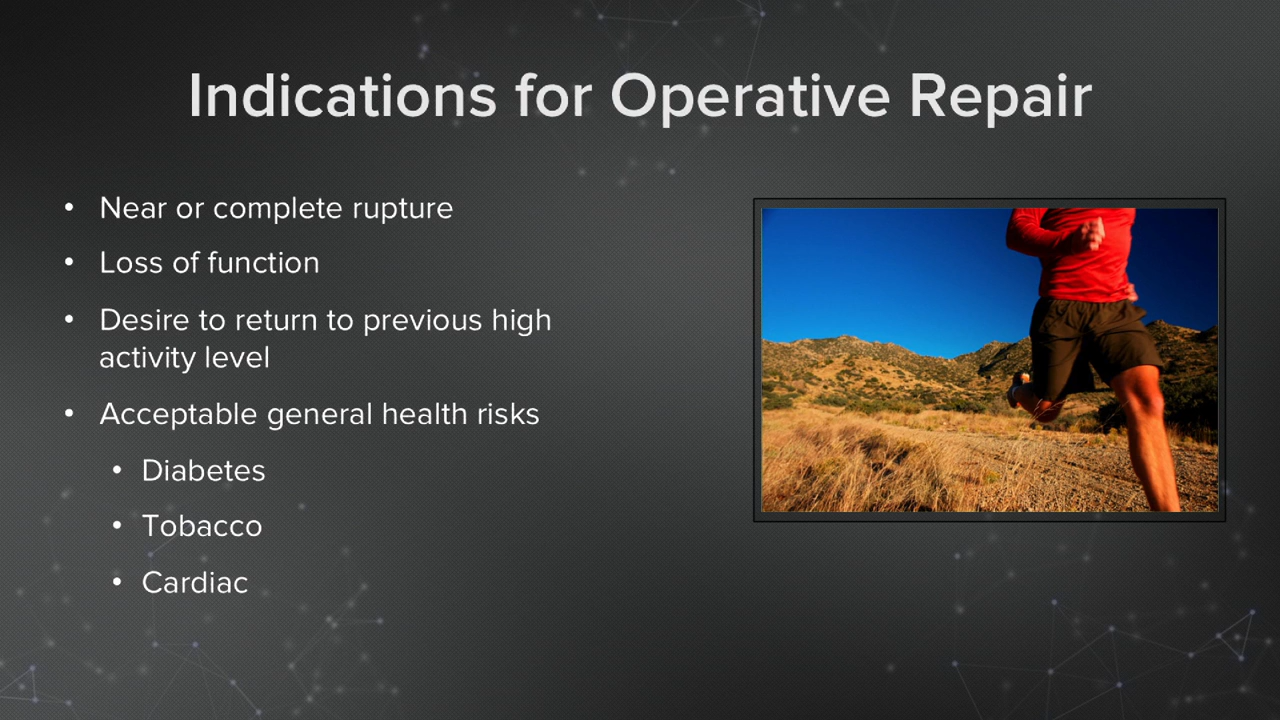 Indications for Operative Repair
• Near or complete rupture
• Loss of function
• Desire to return to previous high
activity level
• Acceptable general health risks
• Diabetes
• Tobacco
• Cardiac